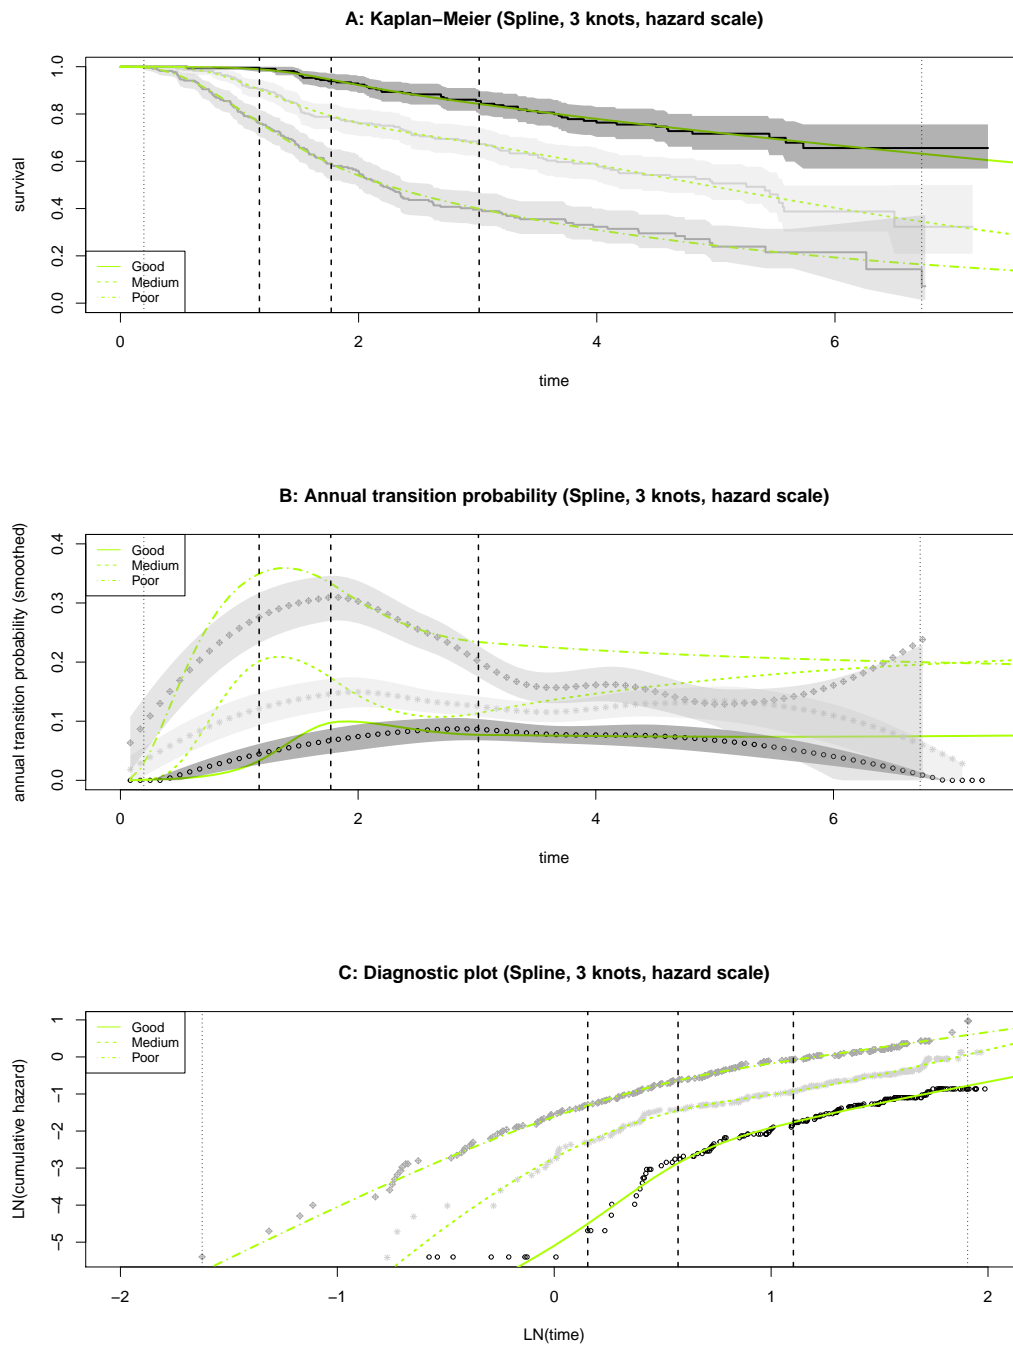 A: Kaplan−Meier (Spline, 3 knots, hazard scale)
survival
0.0
0.2
0.4
0.6
0.8
1.0
Good
Medium
Poor
0
2
4
6
time
B: Annual transition probability (Spline, 3 knots, hazard scale)
annual transition probability (smoothed)
0.0
0.1
0.2
0.3
0.4
Good
Medium
Poor
0
2
4
6
time
C: Diagnostic plot (Spline, 3 knots, hazard scale)
LN(cumulative hazard)
−5
−4
−3
−2
−1
0
1
Good
Medium
Poor
−2
−1
0
1
2
LN(time)